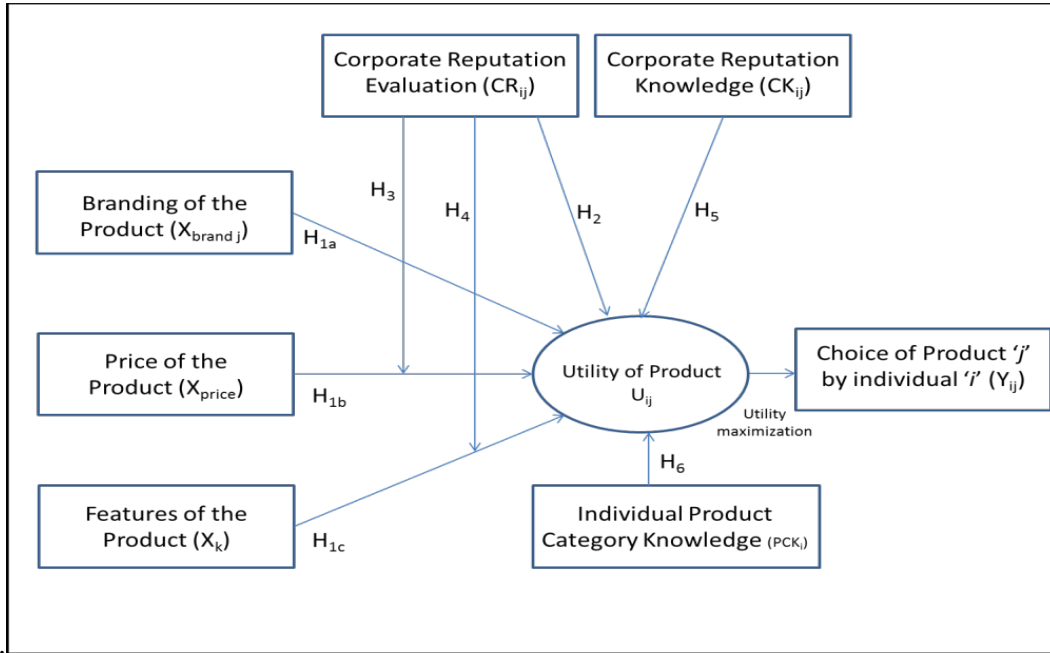 Corporate Reputation
Evaluation (CRij)
Corporate Reputation
Knowledge (CKij)
Branding of the
Product (Xbrand j)
H3
H4
H2
H5
H1a
Price of the
Product (Xprice)
H1b
Utility of Product
Uij
Choice of Product ‘j’
by individual ‘i’ (Yij)
Utility
maximization
H6
Features of the
Product (Xk)
H1c
Individual Product
Category Knowledge (PCKi)